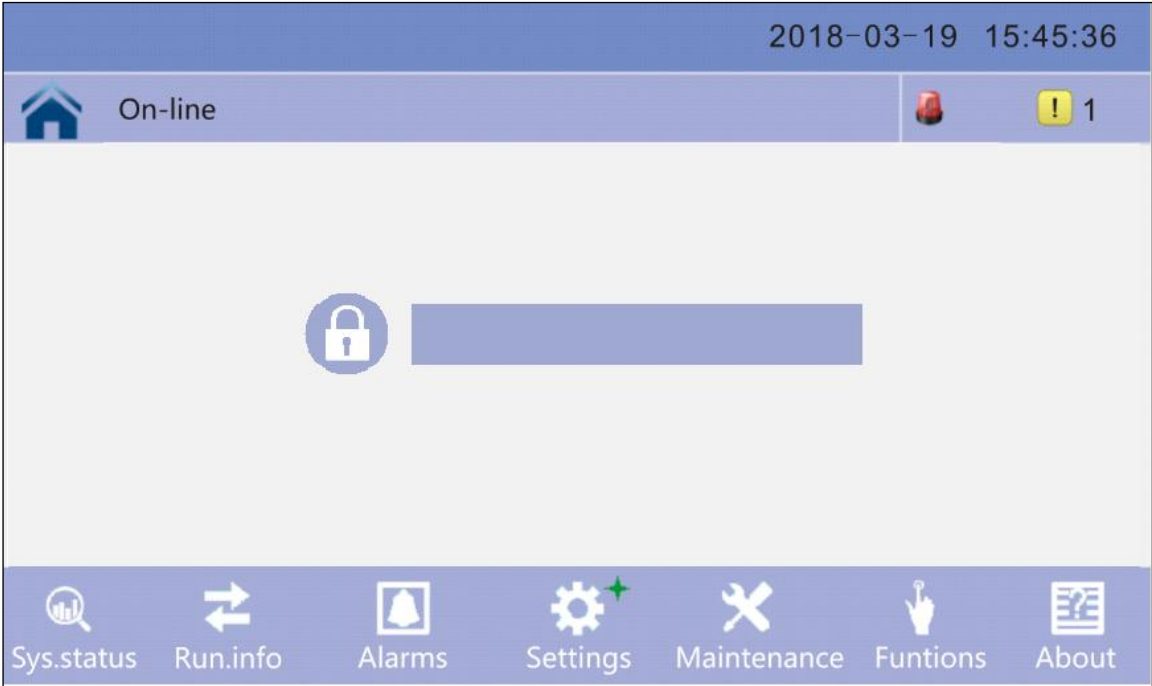 2018-03-19 15:45:36
On-line 1
Sys.status Run.info Alarms Settings Maintenance Funtions About